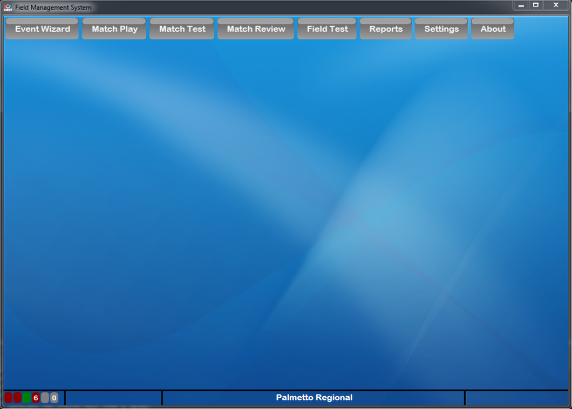 Field Management System
Event Wizard Match Play Match Test Match Review Field Test Reports Settings About
6 0 Palmetto Regional